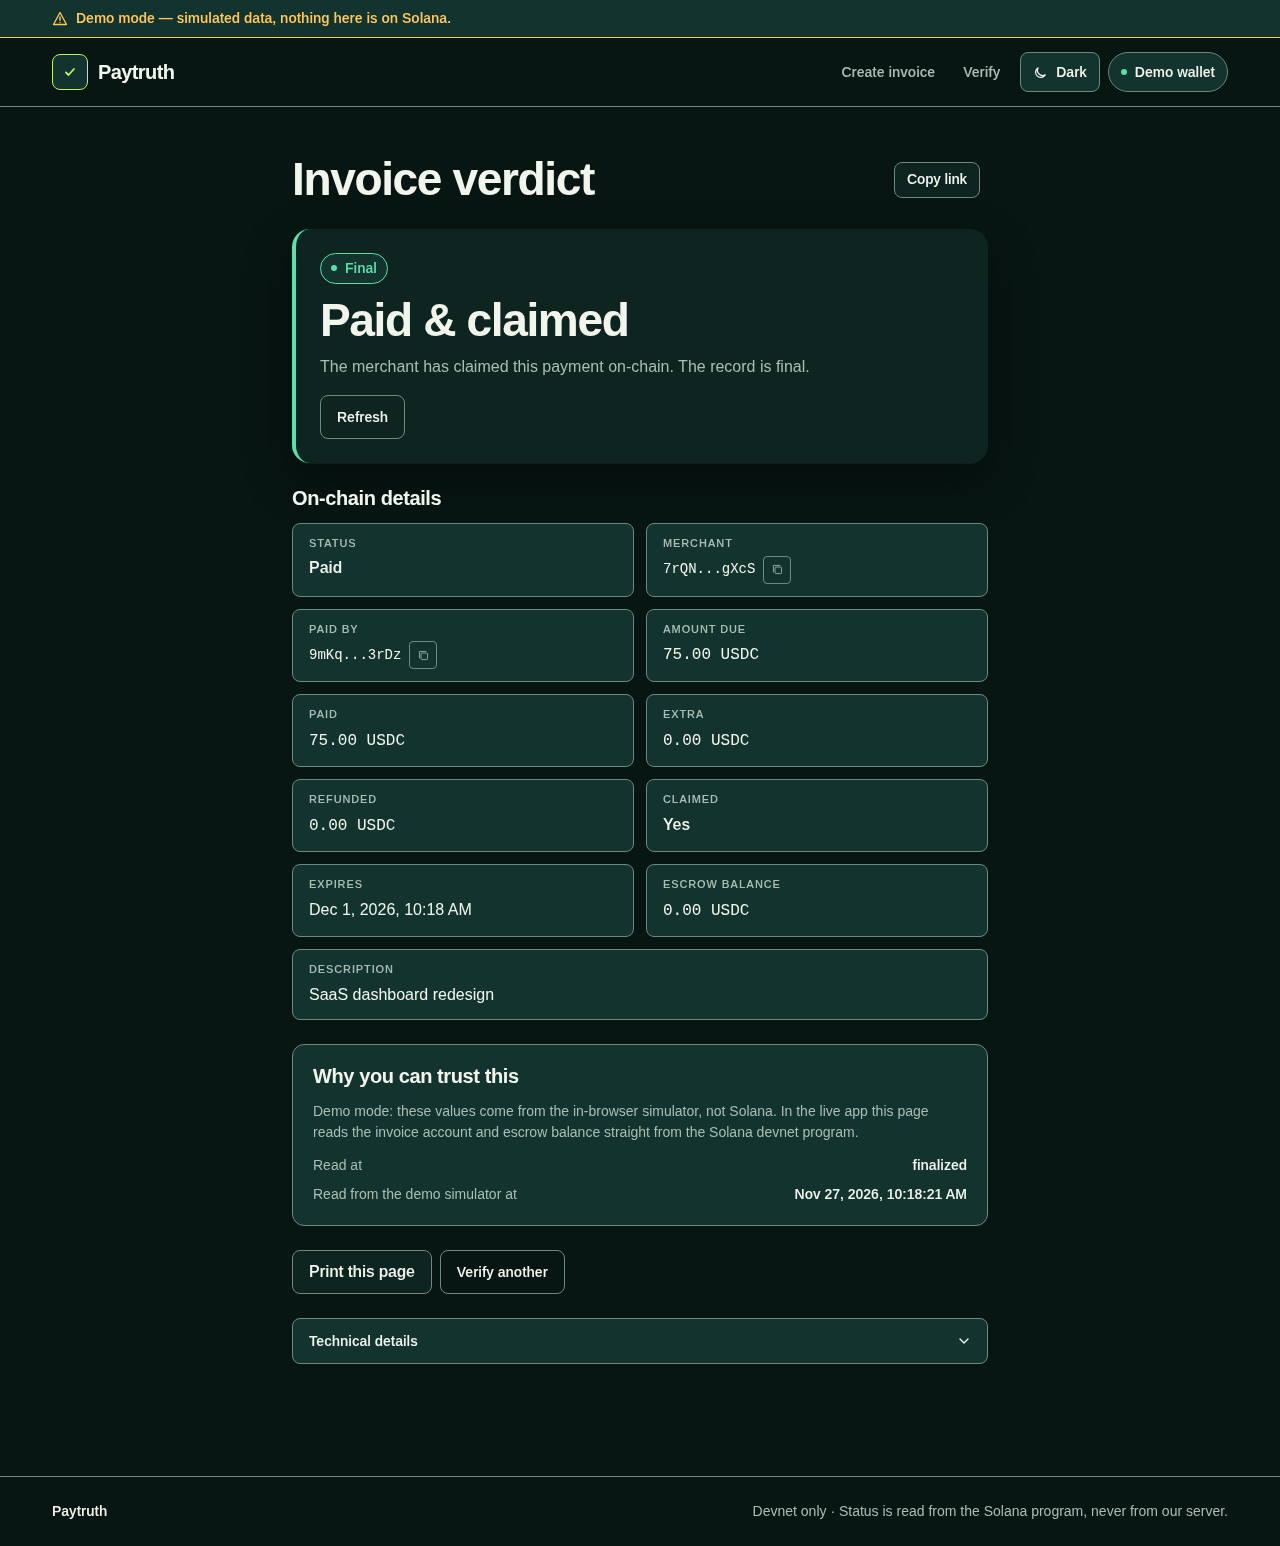 Demo mode — simulated data, nothing here is on Solana.
Paytruth
Create invoice
Verify
Dark
Demo wallet
Invoice verdict
Copy link
Final
Paid & claimed
The merchant has claimed this payment on-chain. The record is final.
Refresh
On-chain details
STATUS
Paid
MERCHANT
7rQN...gXcS
PAID BY
9mKq...3rDz
AMOUNT DUE
75.00 USDC
PAID
75.00 USDC
EXTRA
0.00 USDC
REFUNDED
0.00 USDC
CLAIMED
Yes
EXPIRES
Dec 1, 2026, 10:18 AM
ESCROW BALANCE
0.00 USDC
DESCRIPTION
SaaS dashboard redesign
Why you can trust this
Demo mode: these values come from the in-browser simulator, not Solana. In the live app this page
reads the invoice account and escrow balance straight from the Solana devnet program.
Read at
finalized
Read from the demo simulator at
Nov 27, 2026, 10:18:21 AM
Print this page
Verify another
Technical details
Paytruth
Devnet only · Status is read from the Solana program, never from our server.